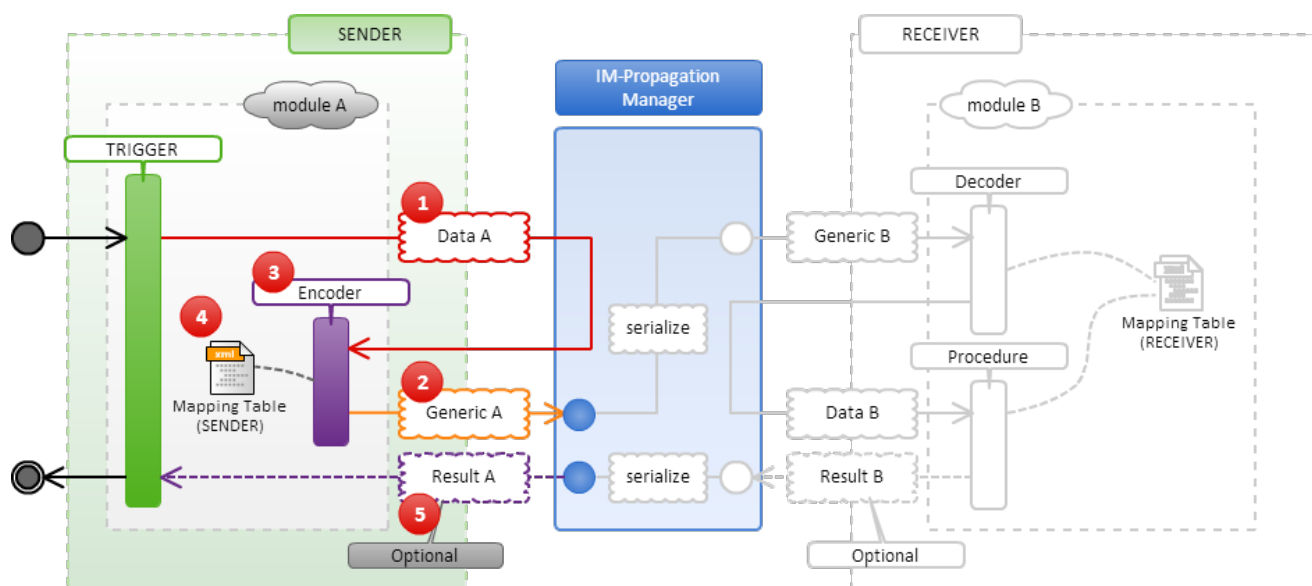 SENDER
RECEIVER
IM-Propagation
Manager
module A
module B
TRIGGER
Decoder
1
Data A
Generic B
3
Encoder
4
serialize
xml
xml
Mapping Table
(RECEIVER)
Procedure
2
Mapping Table
(SENDER)
Generic A
Data B
Result A
serialize
Result B
5
Optional
Optional